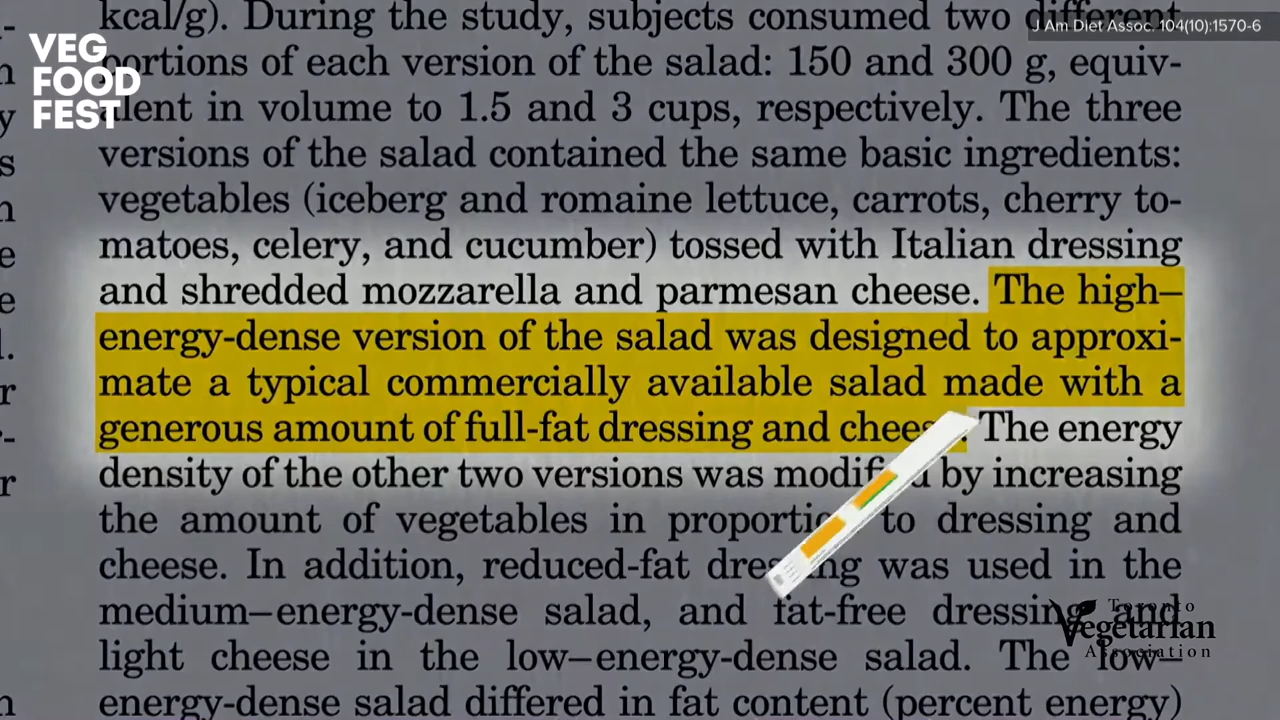 kcal/g). During the study, subjects consumed two different
J Am Diet Assoc. 104(10):1570-6
VEG
FOOD
FEST
portions of each version of the salad: 150 and 300 g, equiv-
alent in volume to 1.5 and 3 cups, respectively. The three
versions of the salad contained the same basic ingredients:
vegetables (iceberg and romaine lettuce, carrots, cherry to-
matoes, celery, and cucumber) tossed with Italian dressing
and shredded mozzarella and parmesan cheese. The high–
energy-dense version of the salad was designed to approxi-
mate a typical commercially available salad made with a
generous amount of full-fat dressing and cheese. The energy
density of the other two versions was modified by increasing
the amount of vegetables in proportion to dressing and
cheese. In addition, reduced-fat dressing was used in the
medium–energy-dense salad, and fat-free dressing and
light cheese in the low–energy-dense salad. The low–
energy-dense salad differed in fat content (percent energy)
Toronto
Vegetarian
Association